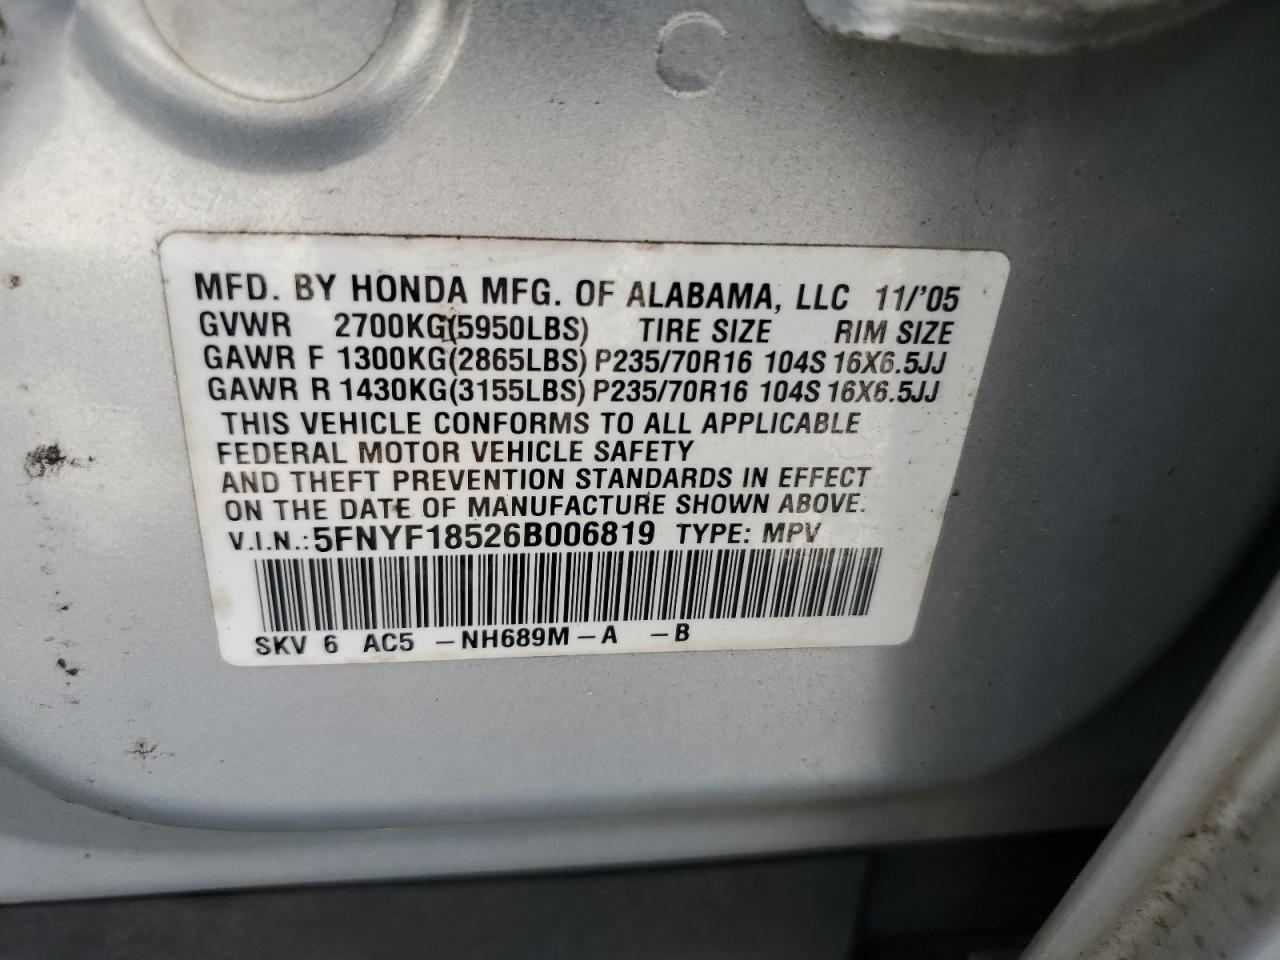 MFD. BY HONDA MFG. OF ALABAMA, LLC 11/'05
GVWR 2700KG(5950LBS) TIRE SIZE RIM SIZE
GAWR F 1300KG(2865LBS) P235/70R16 104S 16X6.5JJ
GAWR R 1430KG(3155LBS) P235/70R16 104S 16X6.5JJ
THIS VEHICLE CONFORMS TO ALL APPLICABLE
FEDERAL MOTOR VEHICLE SAFETY
AND THEFT PREVENTION STANDARDS IN EFFECT
ON THE DATE OF MANUFACTURE SHOWN ABOVE.
V.I.N.: 5FNYF18526B006819 TYPE: MPV
SKV 6 AC5 -NH689M-A -B